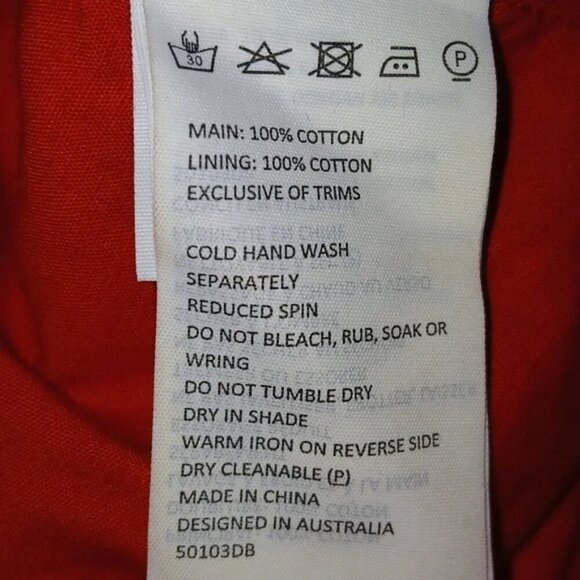 30 P
MAIN: 100% COTTON
LINING: 100% COTTON
EXCLUSIVE OF TRIMS
COLD HAND WASH
SEPARATELY
REDUCED SPIN
DO NOT BLEACH, RUB, SOAK OR
WRING
DO NOT TUMBLE DRY
DRY IN SHADE
WARM IRON ON REVERSE SIDE
DRY CLEANABLE (P)
MADE IN CHINA
DESIGNED IN AUSTRALIA
50103DB